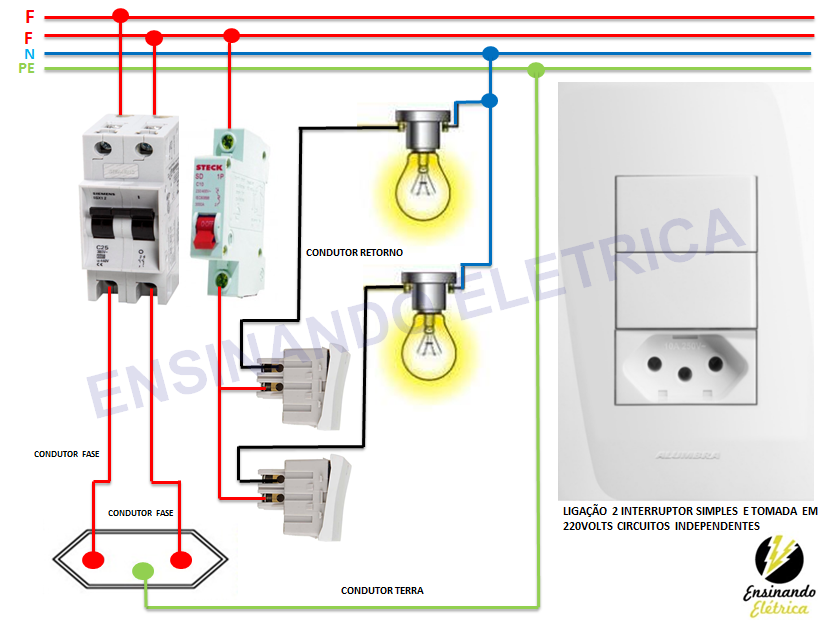 F
F
N
PE
STECK
SD 1P
C10
SIEMENS
C25
CONDUTOR RETORNO
ENSINANDO ELETRICA
CONDUTOR FASE
CONDUTOR FASE
CONDUTOR TERRA
ALUMBRA
LIGAÇÃO 2 INTERRUPTOR SIMPLES E TOMADA EM
220VOLTS CIRCUITOS INDEPENDENTES
Ensinando
Elétrica